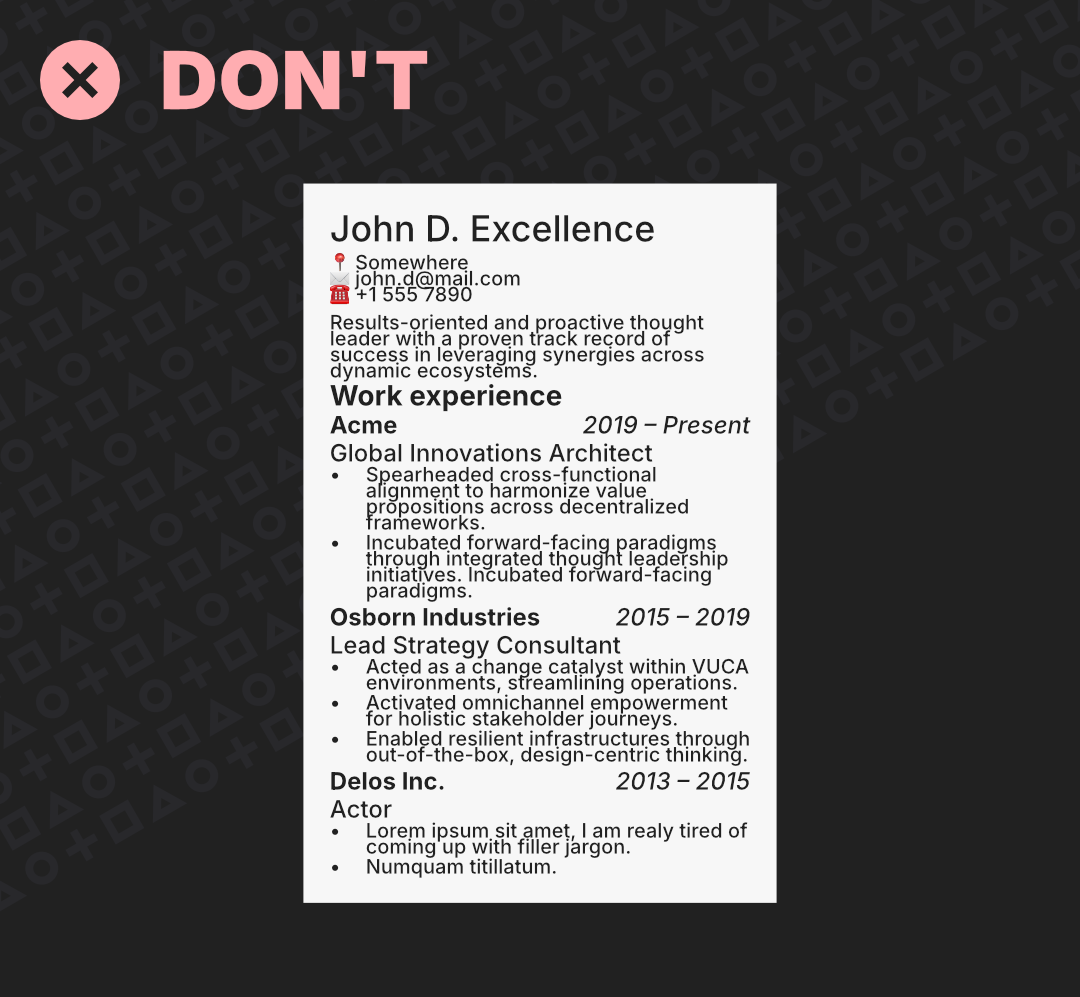 DON'T
John D. Excellence
📍 Somewhere
✉️ john.d@mail.com
☎️ +1 555 7890
Results-oriented and proactive thought
leader with a proven track record of
success in leveraging synergies across
dynamic ecosystems.
Work experience
Acme 2019 – Present
Global Innovations Architect
• Spearheaded cross-functional
alignment to harmonize value
propositions across decentralized
frameworks.
• Incubated forward-facing paradigms
through integrated thought leadership
initiatives. Incubated forward-facing
paradigms.
Osborn Industries 2015 – 2019
Lead Strategy Consultant
• Acted as a change catalyst within VUCA
environments, streamlining operations.
• Activated omnichannel empowerment
for holistic stakeholder journeys.
• Enabled resilient infrastructures through
out-of-the-box, design-centric thinking.
Delos Inc. 2013 – 2015
Actor
• Lorem ipsum sit amet, I am realy tired of
coming up with filler jargon.
• Numquam titillatum.